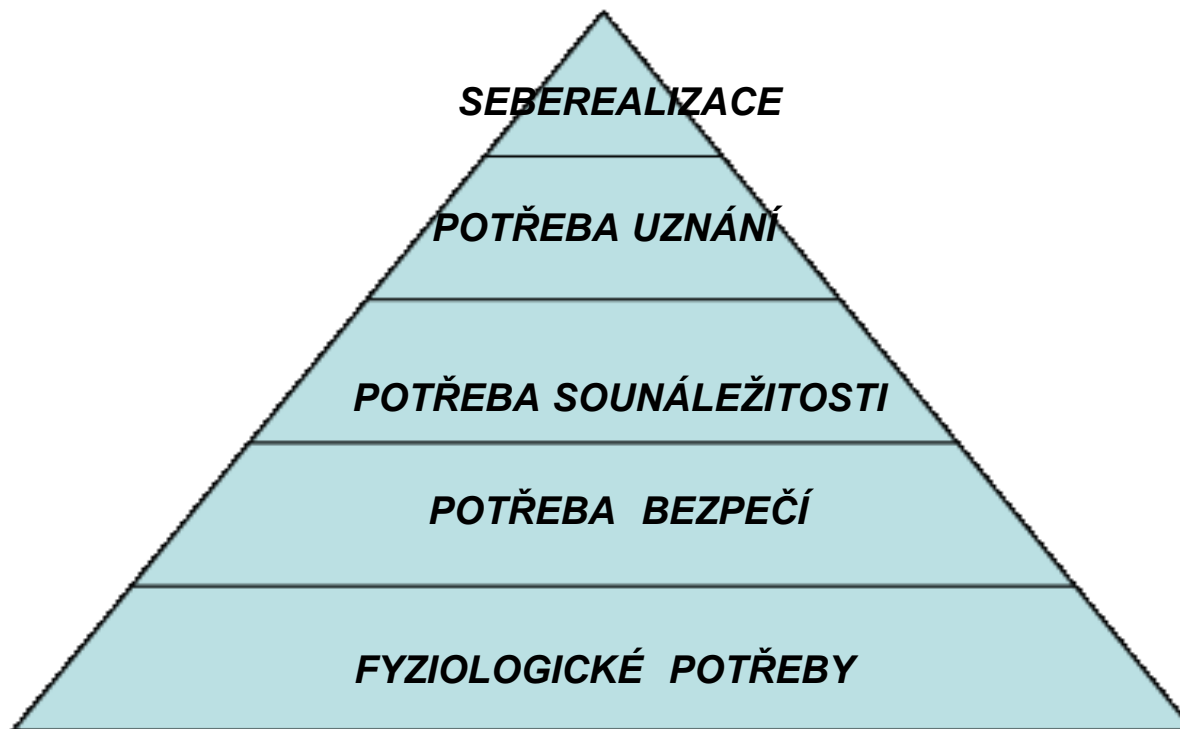 SEBEREALIZACE
POTŘEBA UZNÁNÍ
POTŘEBA SOUNÁLEŽITOSTI
POTŘEBA BEZPEČÍ
FYZIOLOGICKÉ POTŘEBY